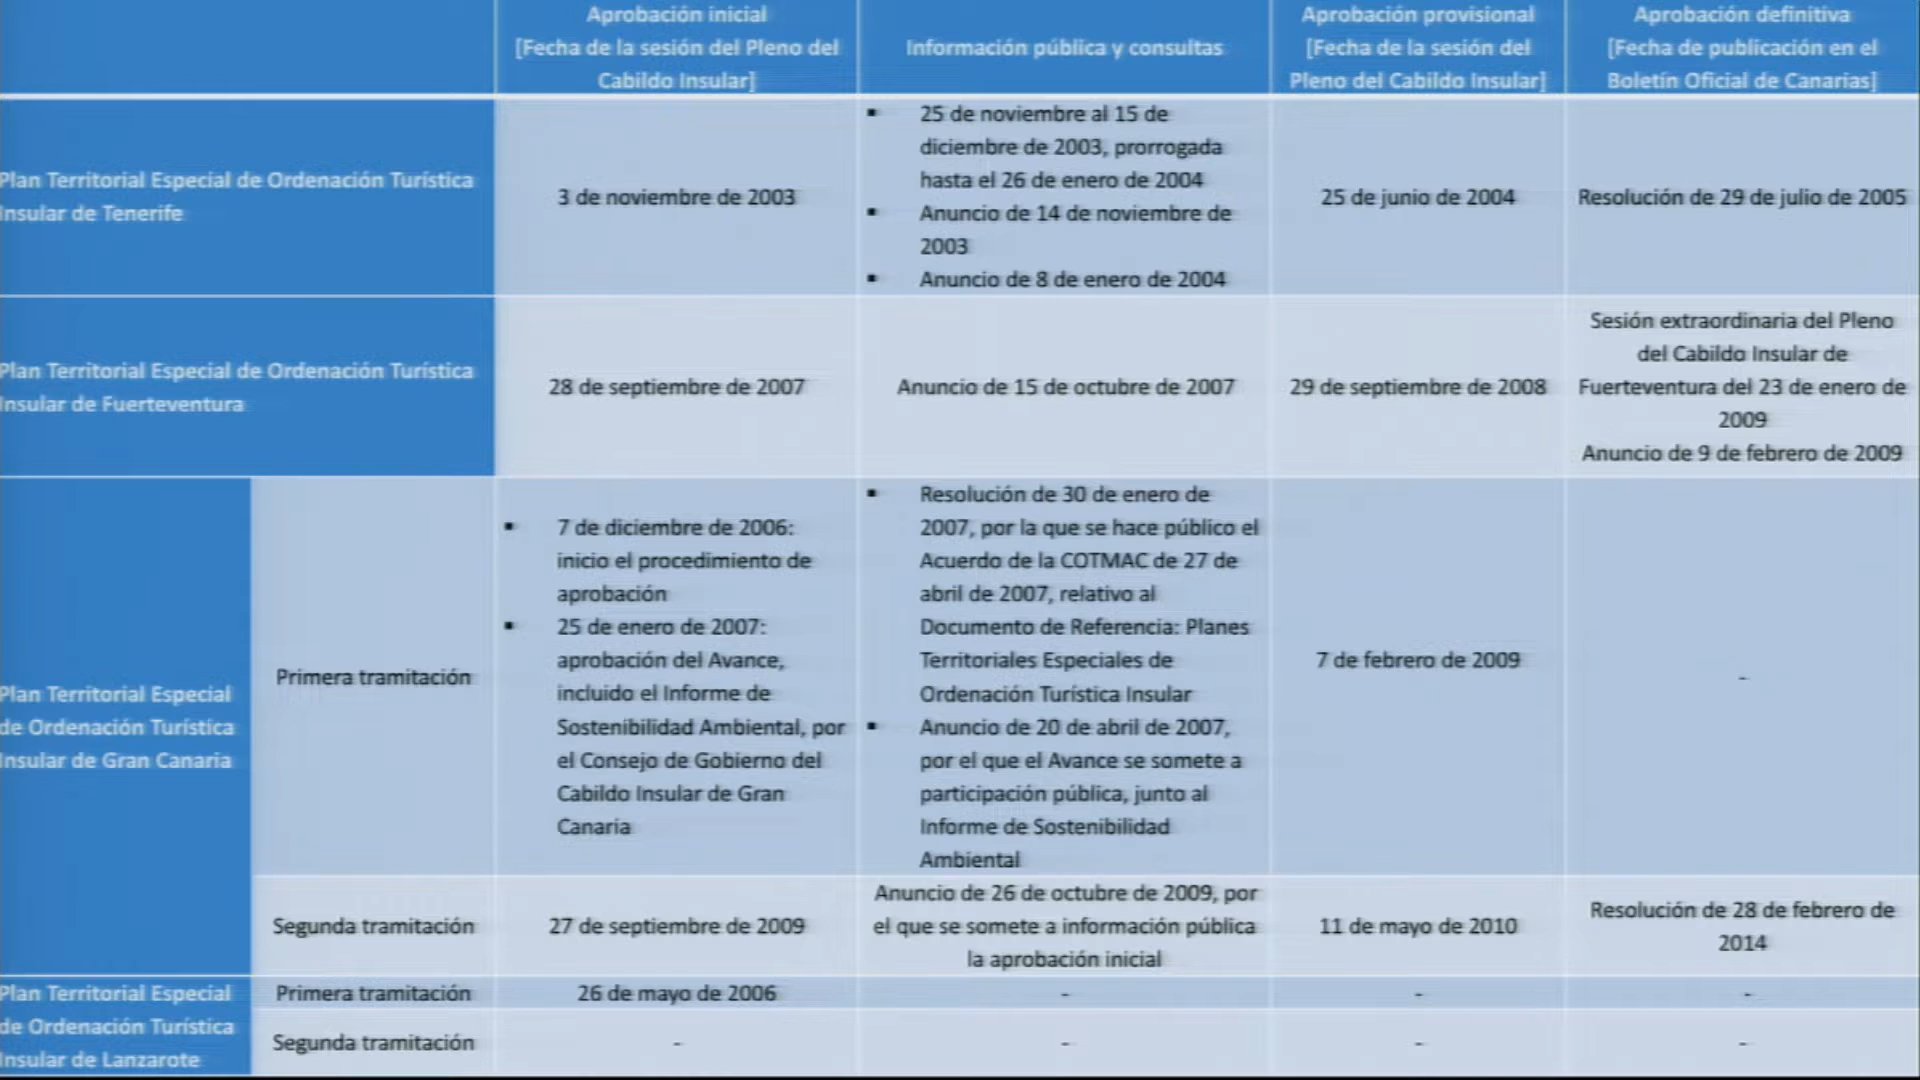 Aprobación inicial
[Fecha de la sesión del Pleno del
Cabildo Insular]
Información pública y consultas
Aprobación provisional
[Fecha de la sesión del
Pleno del Cabildo Insular]
Aprobación definitiva
[Fecha de publicación en el
Boletín Oficial de Canarias]
Plan Territorial Especial de Ordenación Turística
Insular de Tenerife
3 de noviembre de 2003
▪ 25 de noviembre al 15 de
diciembre de 2003, prorrogada
hasta el 26 de enero de 2004
▪ Anuncio de 14 de noviembre de
2003
▪ Anuncio de 8 de enero de 2004
25 de junio de 2004
Resolución de 29 de julio de 2005
Plan Territorial Especial de Ordenación Turística
Insular de Fuerteventura
28 de septiembre de 2007
Anuncio de 15 de octubre de 2007
29 de septiembre de 2008
Sesión extraordinaria del Pleno
del Cabildo Insular de
Fuerteventura del 23 de enero de
2009
Anuncio de 9 de febrero de 2009
Plan Territorial Especial
de Ordenación Turística
Insular de Gran Canaria
Primera tramitación
▪ 7 de diciembre de 2006:
inicio el procedimiento de
aprobación
▪ 25 de enero de 2007:
aprobación del Avance,
incluido el Informe de
Sostenibilidad Ambiental, por
el Consejo de Gobierno del
Cabildo Insular de Gran
Canaria
▪ Resolución de 30 de enero de
2007, por la que se hace público el
Acuerdo de la COTMAC de 27 de
abril de 2007, relativo al
Documento de Referencia: Planes
Territoriales Especiales de
Ordenación Turística Insular
▪ Anuncio de 20 de abril de 2007,
por el que el Avance se somete a
participación pública, junto al
Informe de Sostenibilidad
Ambiental
7 de febrero de 2009
-
Segunda tramitación
27 de septiembre de 2009
Anuncio de 26 de octubre de 2009, por
el que se somete a información pública
la aprobación inicial
11 de mayo de 2010
Resolución de 28 de febrero de
2014
Plan Territorial Especial
de Ordenación Turística
Insular de Lanzarote
Primera tramitación
26 de mayo de 2006
-
-
-
Segunda tramitación
-
-
-
-